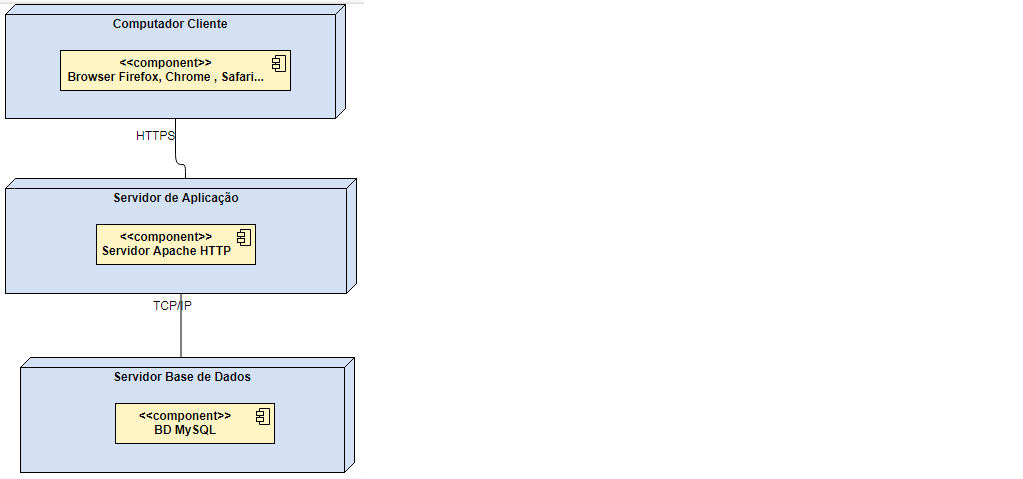 Computador Cliente
<<component>>
Browser Firefox, Chrome , Safari...
HTTPS
Servidor de Aplicação
<<component>>
Servidor Apache HTTP
TCP/IP
Servidor Base de Dados
<<component>>
BD MySQL